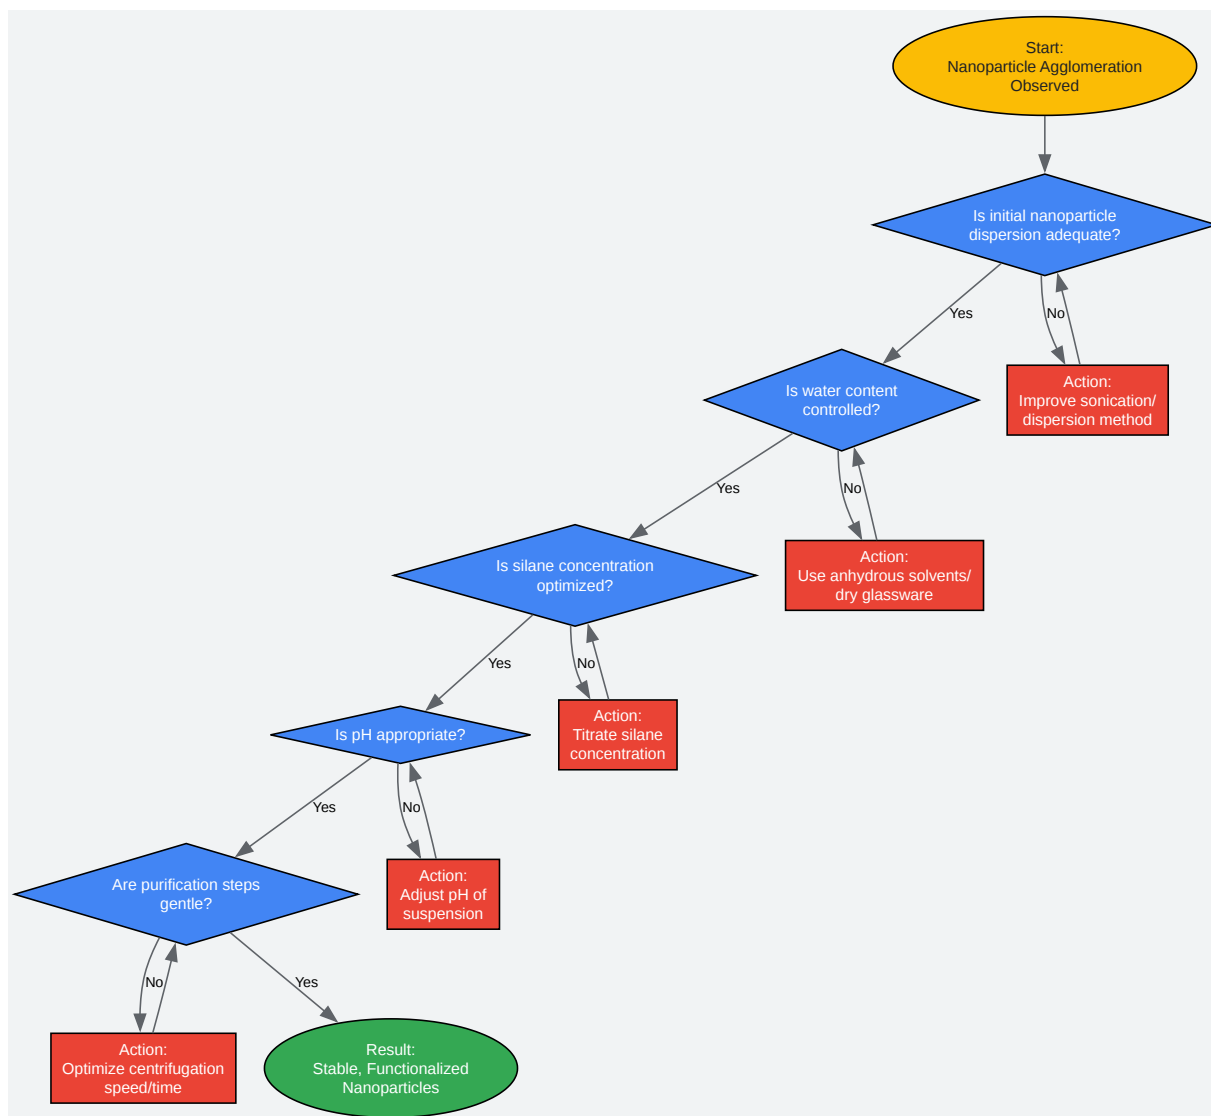 Start:
Nanoparticle Agglomeration
Observed
Is initial nanoparticle
dispersion adequate?
Yes
No
Action:
Improve sonication/
dispersion method
Is water content
controlled?
Yes
No
Action:
Use anhydrous solvents/
dry glassware
Is silane concentration
optimized?
Yes
No
Action:
Titrate silane
concentration
Is pH appropriate?
Yes
No
Action:
Adjust pH of
suspension
Are purification steps
gentle?
No
Yes
Action:
Optimize centrifugation
speed/time
Result:
Stable, Functionalized
Nanoparticles